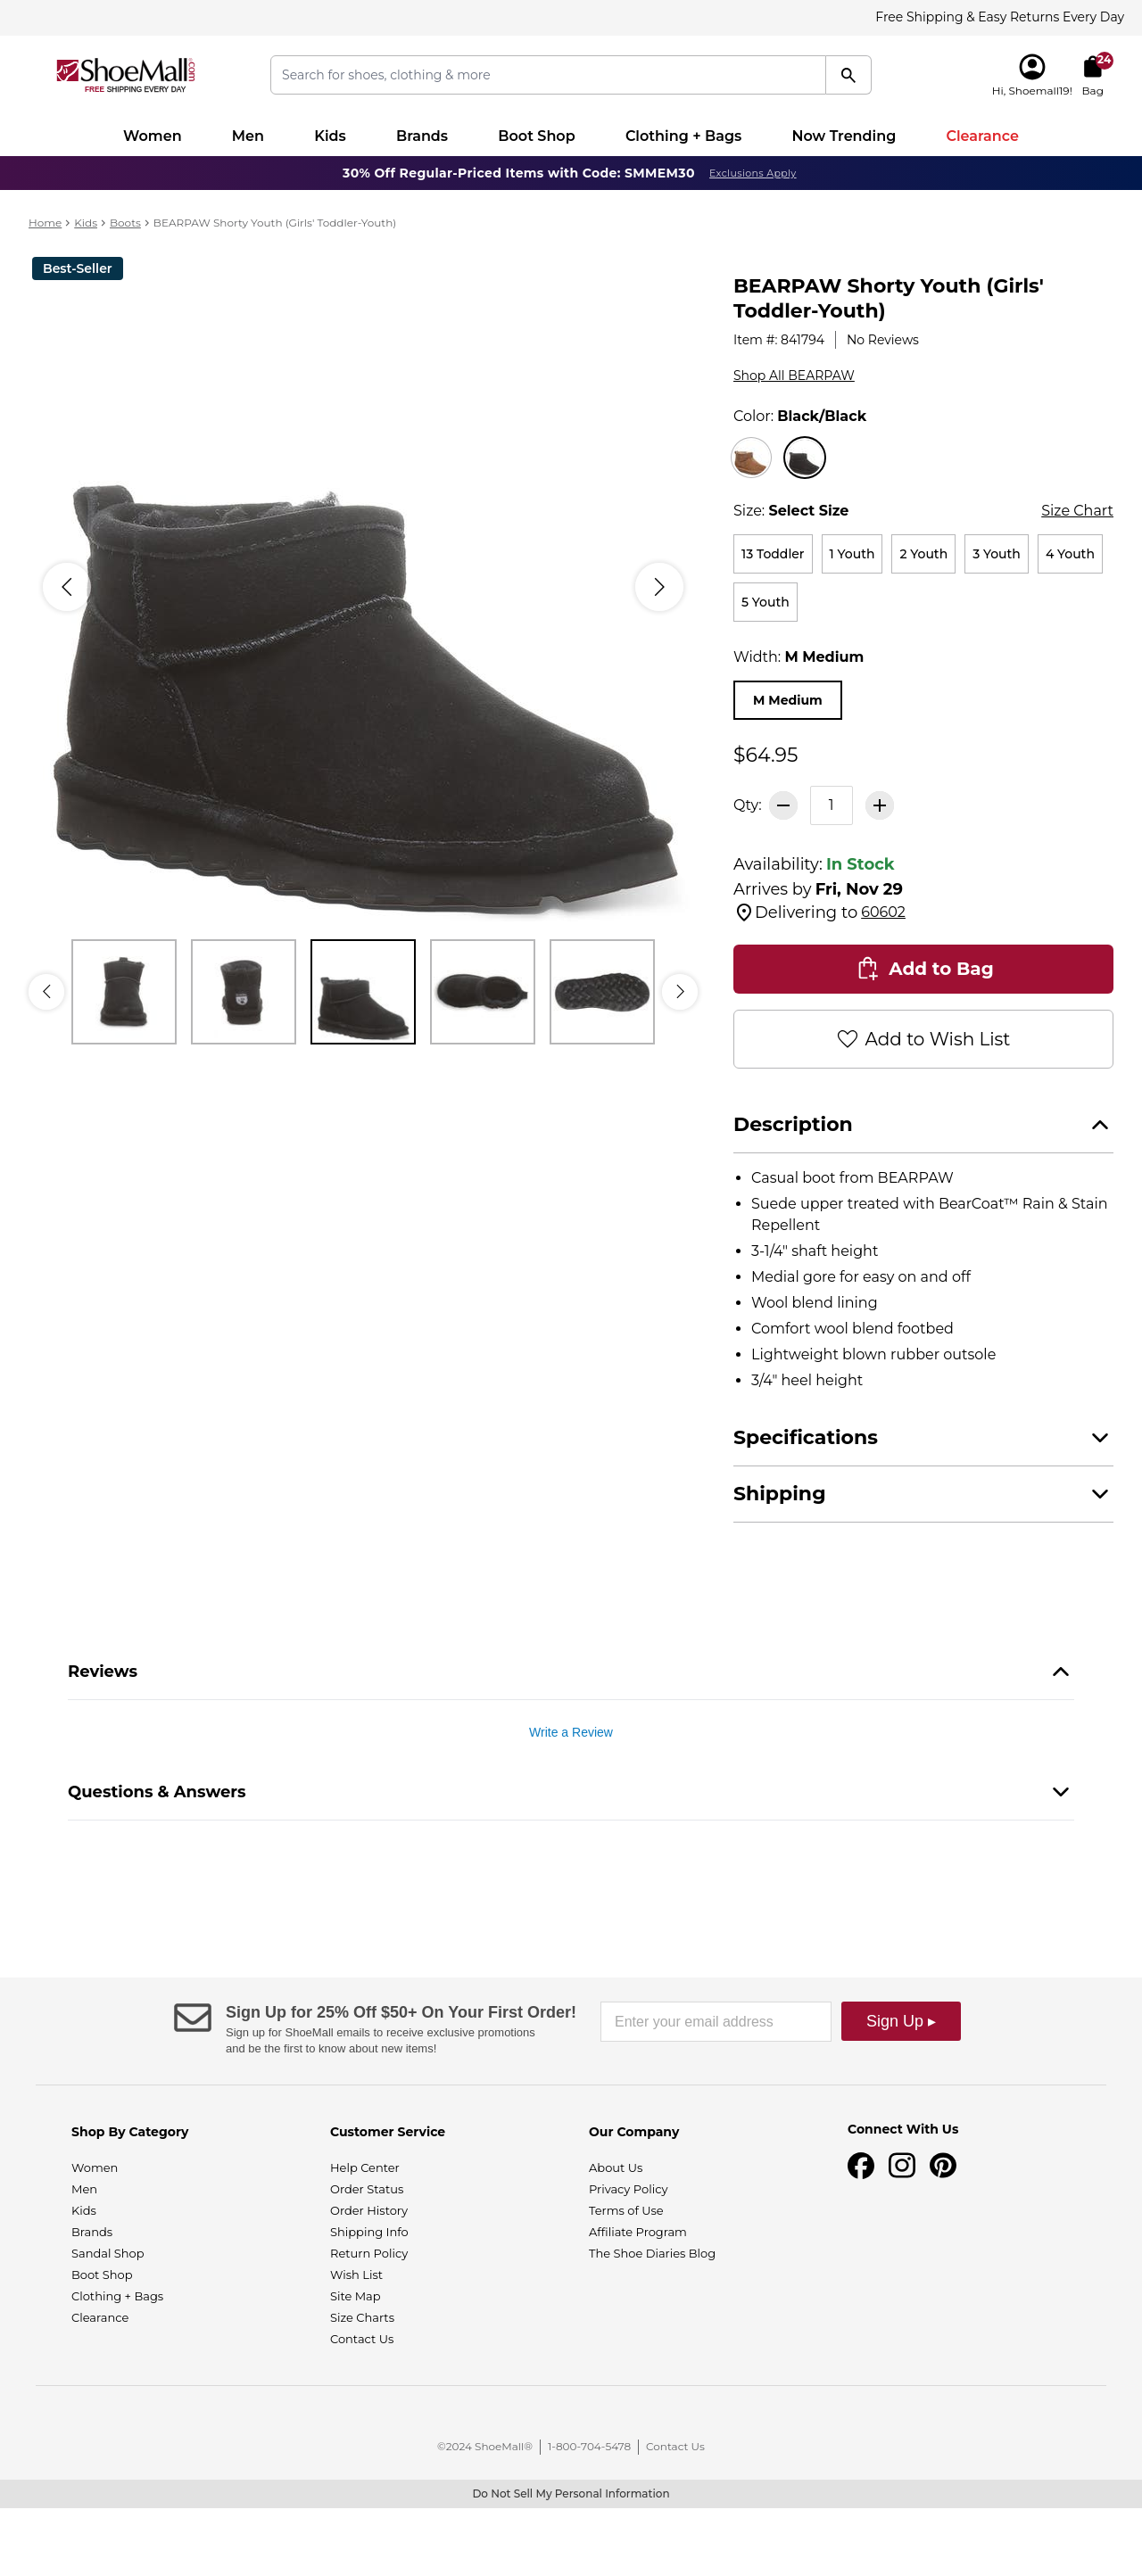 Free Shipping & Easy Returns Every Day
ShoeMall.com
FREE SHIPPING EVERY DAY
Search for shoes, clothing & more
24
Hi, Shoemall19! Bag
Women Men Kids Brands Boot Shop Clothing + Bags Now Trending Clearance
30% Off Regular-Priced Items with Code: SMMEM30 Exclusions Apply
Home > Kids > Boots > BEARPAW Shorty Youth (Girls' Toddler-Youth)
Best-Seller
BEARPAW Shorty Youth (Girls'
Toddler-Youth)
Item #: 841794 No Reviews
Shop All BEARPAW
Color: Black/Black
Size: Select Size Size Chart
13 Toddler 1 Youth 2 Youth 3 Youth 4 Youth
5 Youth
Width: M Medium
M Medium
$64.95
Qty: 1
Availability: In Stock
Arrives by Fri, Nov 29
Delivering to 60602
Add to Bag
Add to Wish List
Description
• Casual boot from BEARPAW
• Suede upper treated with BearCoat™ Rain & Stain
Repellent
• 3-1/4" shaft height
• Medial gore for easy on and off
• Wool blend lining
• Comfort wool blend footbed
• Lightweight blown rubber outsole
• 3/4" heel height
Specifications
Shipping
Reviews
Write a Review
Questions & Answers
Sign Up for 25% Off $50+ On Your First Order!
Sign up for ShoeMall emails to receive exclusive promotions
and be the first to know about new items!
Enter your email address
Sign Up ▸
Shop By Category
Women
Men
Kids
Brands
Sandal Shop
Boot Shop
Clothing + Bags
Clearance
Customer Service
Help Center
Order Status
Order History
Shipping Info
Return Policy
Wish List
Site Map
Size Charts
Contact Us
Our Company
About Us
Privacy Policy
Terms of Use
Affiliate Program
The Shoe Diaries Blog
Connect With Us
©2024 ShoeMall® 1-800-704-5478 Contact Us
Do Not Sell My Personal Information